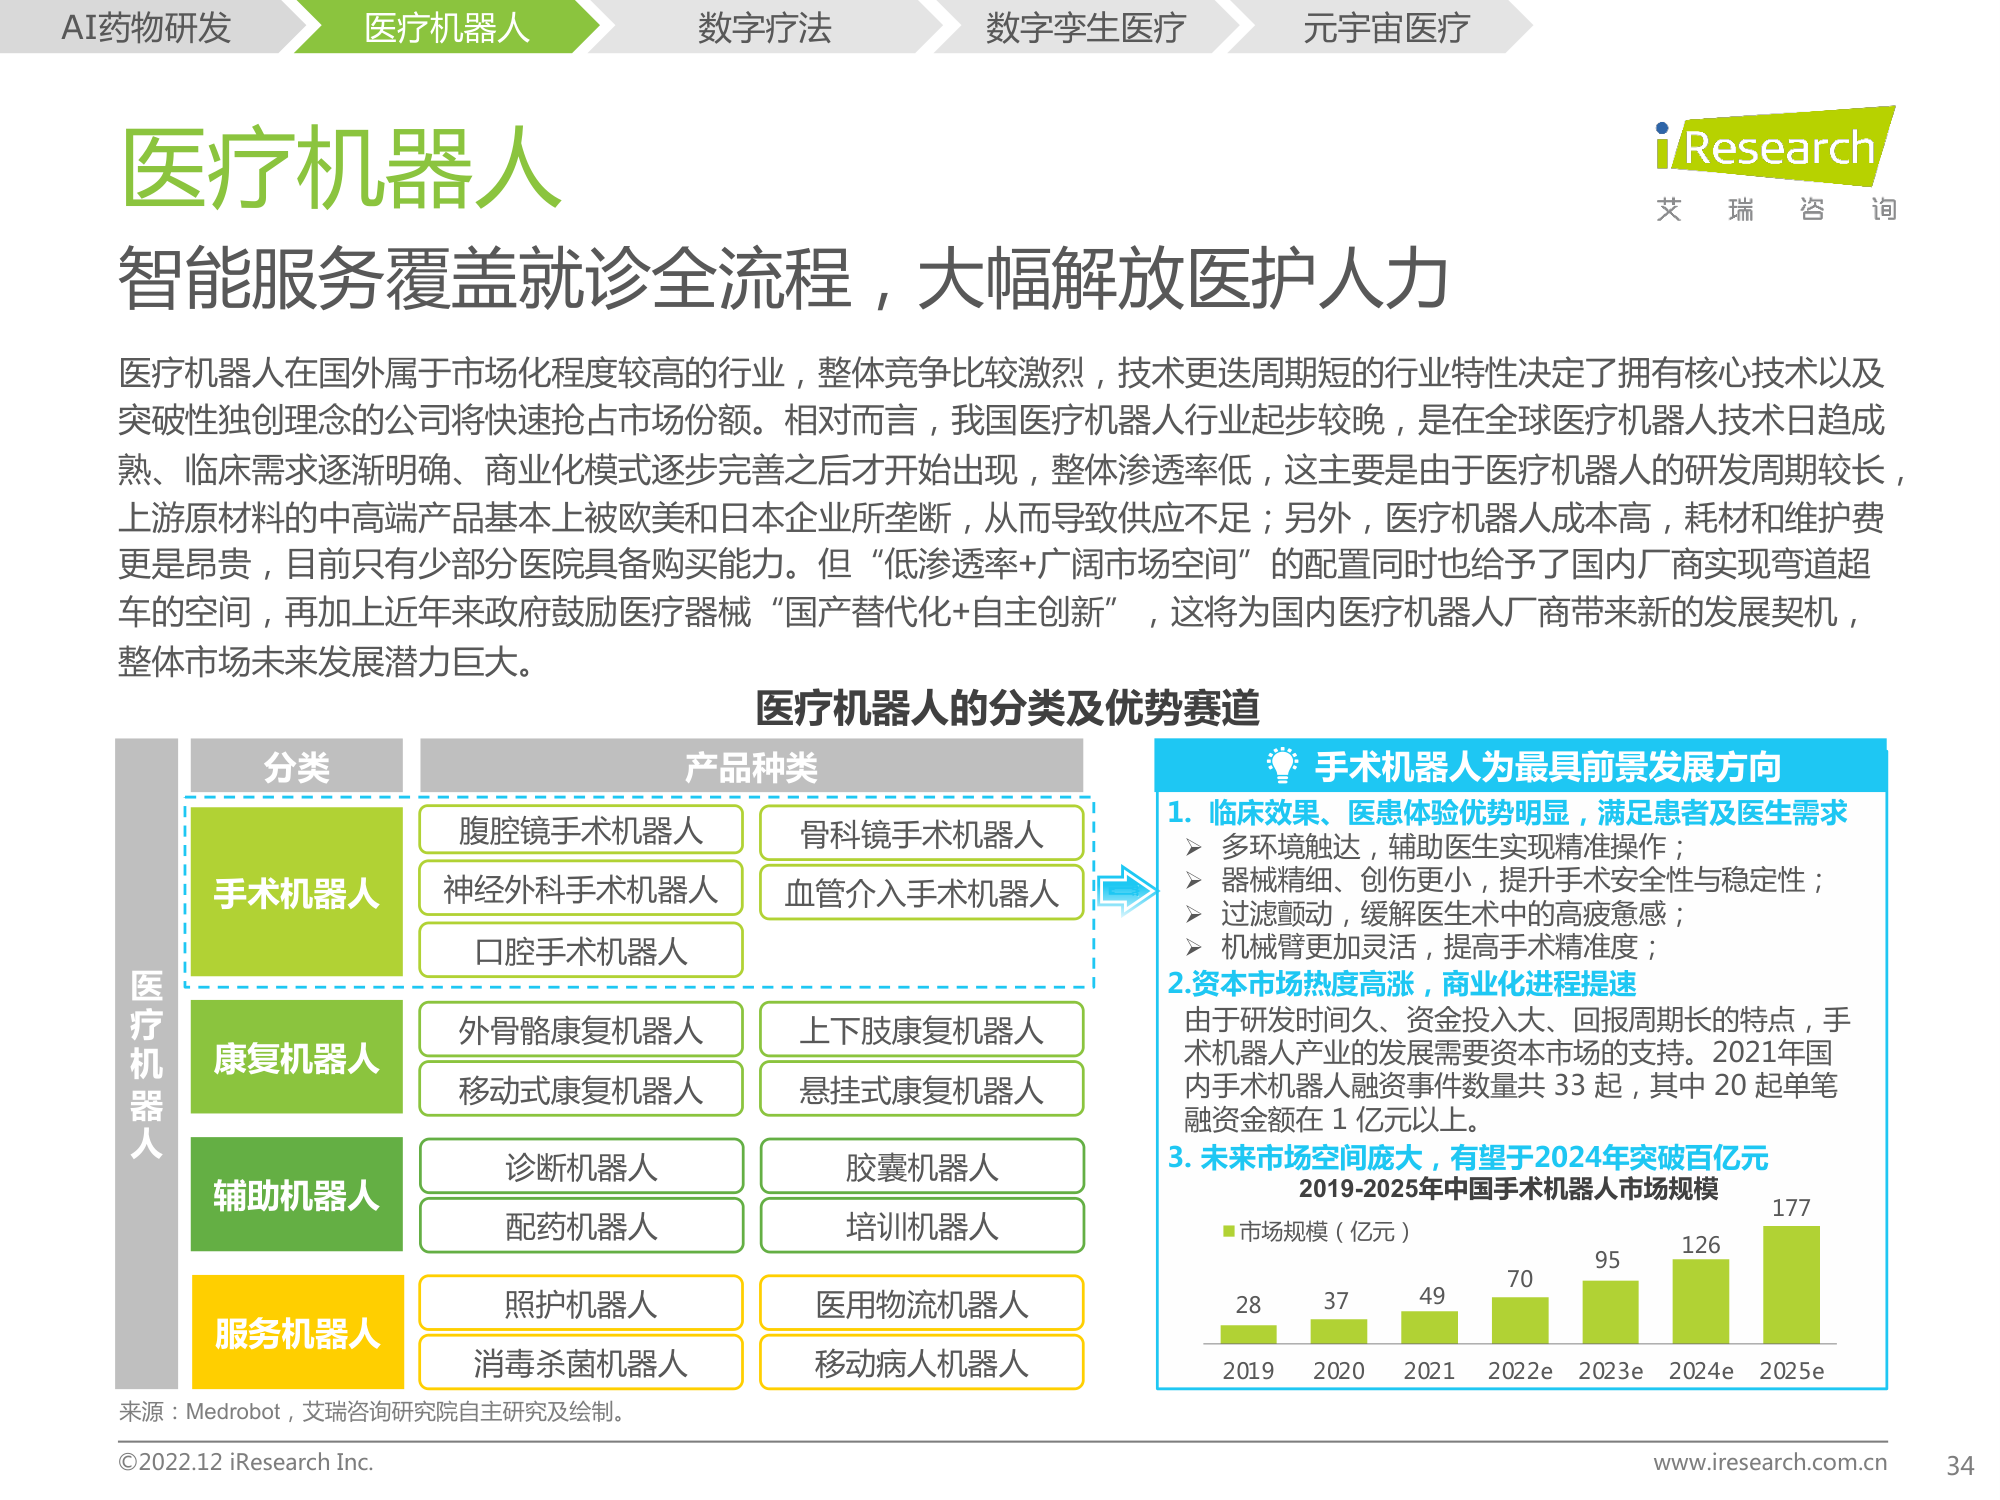 AI药物研发
医疗机器人
数字疗法
数字孪生医疗
元宇宙医疗
医疗机器人
iResearch
艾瑞咨询
智能服务覆盖就诊全流程，大幅解放医护人力
医疗机器人在国外属于市场化程度较高的行业，整体竞争比较激烈，技术更迭周期短的行业特性决定了拥有核心技术以及
突破性独创理念的公司将快速抢占市场份额。相对而言，我国医疗机器人行业起步较晚，是在全球医疗机器人技术日趋成
熟、临床需求逐渐明确、商业化模式逐步完善之后才开始出现，整体渗透率低，这主要是由于医疗机器人的研发周期较长，
上游原材料的中高端产品基本上被欧美和日本企业所垄断，从而导致供应不足；另外，医疗机器人成本高，耗材和维护费
更是昂贵，目前只有少部分医院具备购买能力。但“低渗透率+广阔市场空间”的配置同时也给予了国内厂商实现弯道超
车的空间，再加上近年来政府鼓励医疗器械“国产替代化+自主创新”，这将为国内医疗机器人厂商带来新的发展契机，
整体市场未来发展潜力巨大。
医疗机器人的分类及优势赛道
医疗机器人
分类
产品种类
手术机器人
腹腔镜手术机器人
骨科镜手术机器人
神经外科手术机器人
血管介入手术机器人
口腔手术机器人
康复机器人
外骨骼康复机器人
上下肢康复机器人
移动式康复机器人
悬挂式康复机器人
辅助机器人
诊断机器人
胶囊机器人
配药机器人
培训机器人
服务机器人
照护机器人
医用物流机器人
消毒杀菌机器人
移动病人机器人
手术机器人为最具前景发展方向
1. 临床效果、医患体验优势明显，满足患者及医生需求
➢ 多环境触达，辅助医生实现精准操作；
➢ 器械精细、创伤更小，提升手术安全性与稳定性；
➢ 过滤颤动，缓解医生术中的高疲惫感；
➢ 机械臂更加灵活，提高手术精准度；
2.资本市场热度高涨，商业化进程提速
由于研发时间久、资金投入大、回报周期长的特点，手
术机器人产业的发展需要资本市场的支持。2021年国
内手术机器人融资事件数量共 33 起，其中 20 起单笔
融资金额在 1 亿元以上。
3. 未来市场空间庞大，有望于2024年突破百亿元
2019-2025年中国手术机器人市场规模
市场规模（亿元）
28 37 49 70 95 126 177
2019 2020 2021 2022e 2023e 2024e 2025e
来源：Medrobot，艾瑞咨询研究院自主研究及绘制。
©2022.12 iResearch Inc.
www.iresearch.com.cn
34